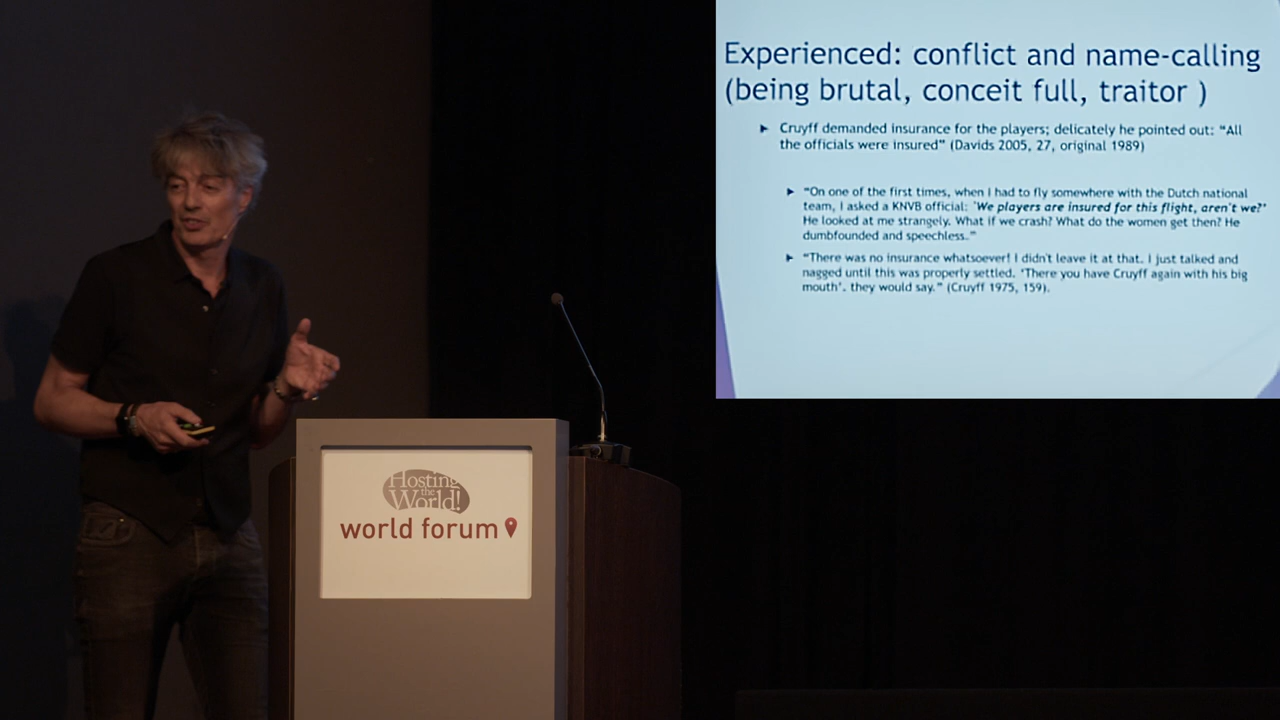 Experienced: conflict and name-calling
(being brutal, conceit full, traitor )
Cruyff demanded insurance for the players; delicately he pointed out: "All
the officials were insured" (Davids 2005, 27, original 1989)
"On one of the first times, when I had to fly somewhere with the Dutch national
team, I asked a KNVB official: 'We players are insured for this flight, aren't we?'
He looked at me strangely. What if we crash? What do the women get then? He
dumbfounded and speechless."
"There was no insurance whatsoever! I didn't leave it at that. I just talked and
nagged until this was properly settled. 'There you have Cruyff again with his big
mouth'. they would say." (Cruyff 1975, 159).
Hosting
the
World!
world forum